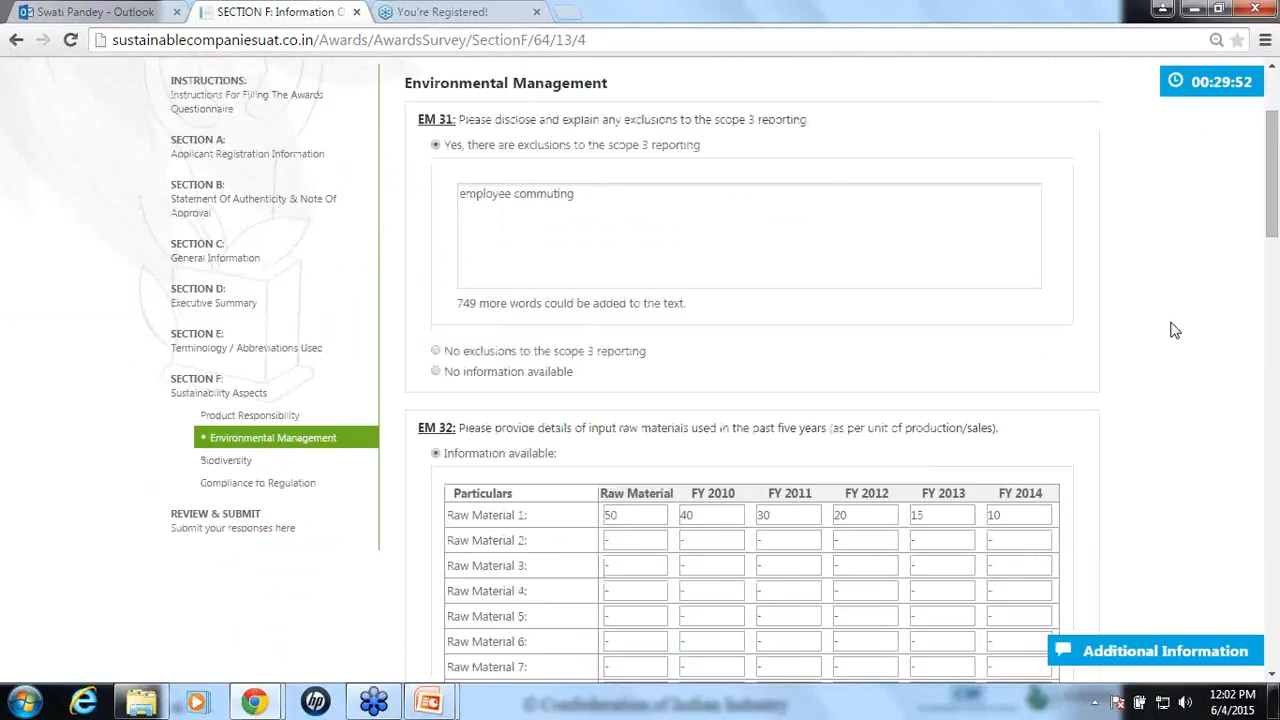 Swati Pandey - Outlook
SECTION F: Information O
You're Registered!
sustainablecompaniesuat.co.in/Awards/AwardsSurvey/SectionF/64/13/4
00:29:52
INSTRUCTIONS:
Instructions For Filling The Awards
Questionnaire
SECTION A:
Applicant Registration Information
SECTION B:
Statement Of Authenticity & Note Of
Approval
SECTION C:
General Information
SECTION D:
Executive Summary
SECTION E:
Terminology / Abbreviations Used
SECTION F:
Sustainability Aspects
Product Responsibility
Environmental Management
Biodiversity
Compliance to Regulation
REVIEW & SUBMIT
Submit your responses here
Environmental Management
EM 31: Please disclose and explain any exclusions to the scope 3 reporting.
Yes, there are exclusions to the scope 3 reporting
employee commuting
749 more words could be added to the text.
No exclusions to the scope 3 reporting
No information available
EM 32: Please provide details of input raw materials used in the past five years (as per unit of production/sales).
Information available:
Particulars Raw Material FY 2010 FY 2011 FY 2012 FY 2013 FY 2014
Raw Material 1: 50 40 30 20 15 10
Raw Material 2: - - - - - -
Raw Material 3: - - - - - -
Raw Material 4: - - - - - -
Raw Material 5: - - - - - -
Raw Material 6: - - - - - -
Raw Material 7: - - - - - -
Additional Information
12:02 PM
6/4/2015